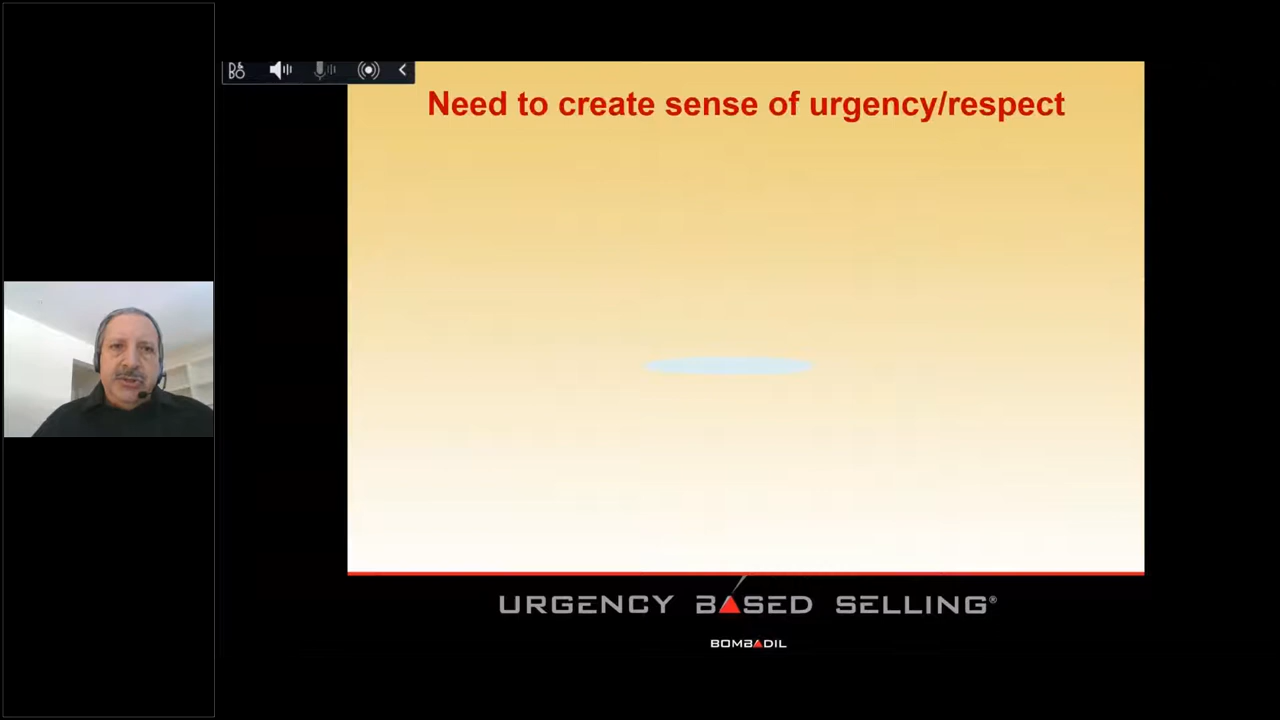 B&O
Need to create sense of urgency/respect
URGENCY BASED SELLING®
BOMBADIL